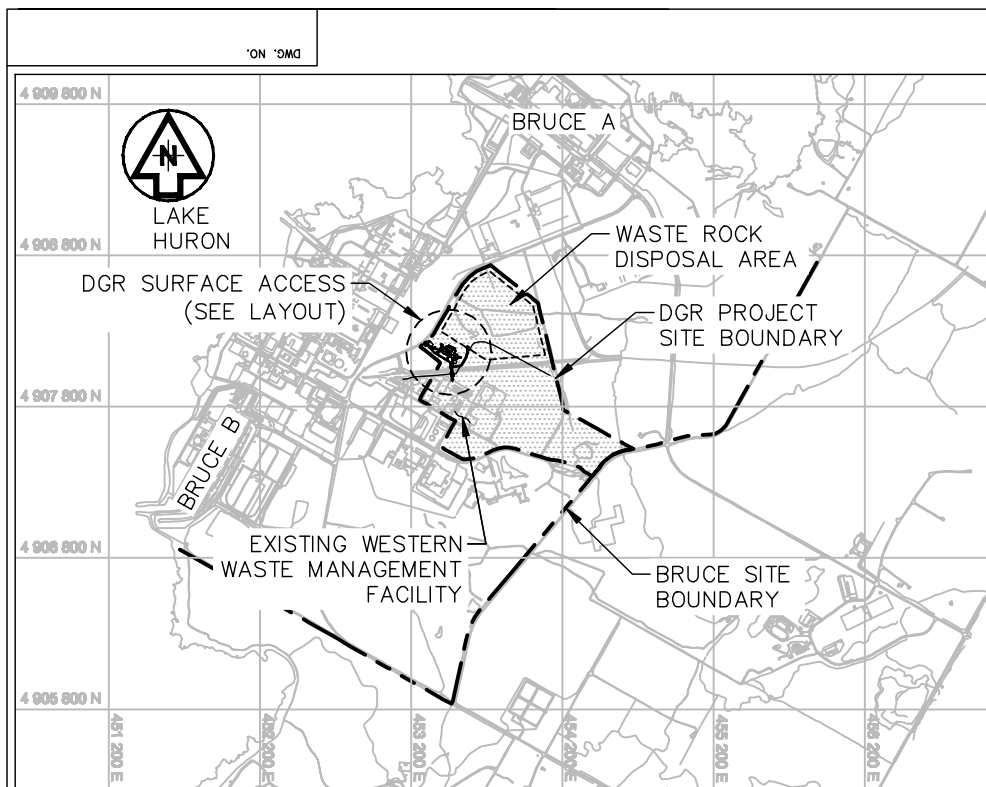 DWG. NO.
4 909 800 N
BRUCE A
N
LAKE
HURON
WASTE ROCK
DISPOSAL AREA
4 908 800 N
DGR SURFACE ACCESS
(SEE LAYOUT)
DGR PROJECT
SITE BOUNDARY
4 907 800 N
BRUCE B
EXISTING WESTERN
WASTE MANAGEMENT
FACILITY
4 906 800 N
BRUCE SITE
BOUNDARY
4 905 800 N
451 200 E
452 200 E
453 200 E
454 200 E
455 200 E
456 200 E